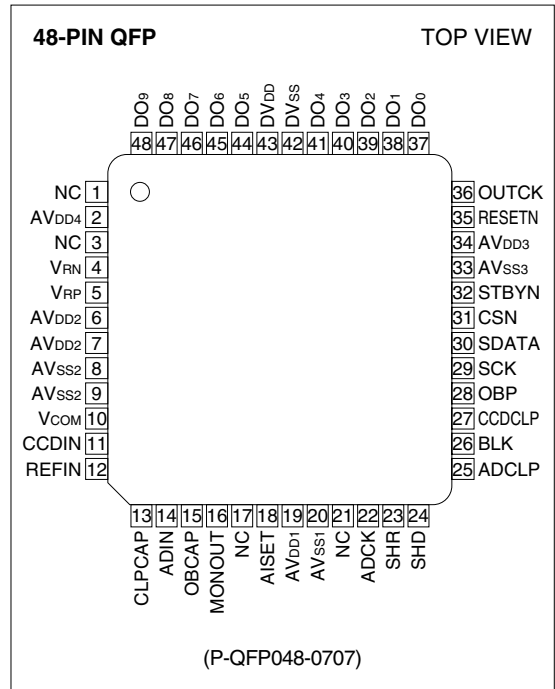 48-PIN QFP TOP VIEW
DO9 DO8 DO7 DO6 DO5 DVDD DVSS DO4 DO3 DO2 DO1 DO0
48 47 46 45 44 43 42 41 40 39 38 37
NC 1
AVDD4 2
NC 3
VRN 4
VRP 5
AVDD2 6
AVDD2 7
AVSS2 8
AVSS2 9
VCOM 10
CCDIN 11
REFIN 12
36 OUTCK
35 RESETN
34 AVDD3
33 AVSS3
32 STBYN
31 CSN
30 SDATA
29 SCK
28 OBP
27 CCDCLP
26 BLK
25 ADCLP
13 14 15 16 17 18 19 20 21 22 23 24
CLPCAP ADIN OBCAP MONOUT NC AISET AVDD1 AVSS1 NC ADCK SHR SHD
(P-QFP048-0707)